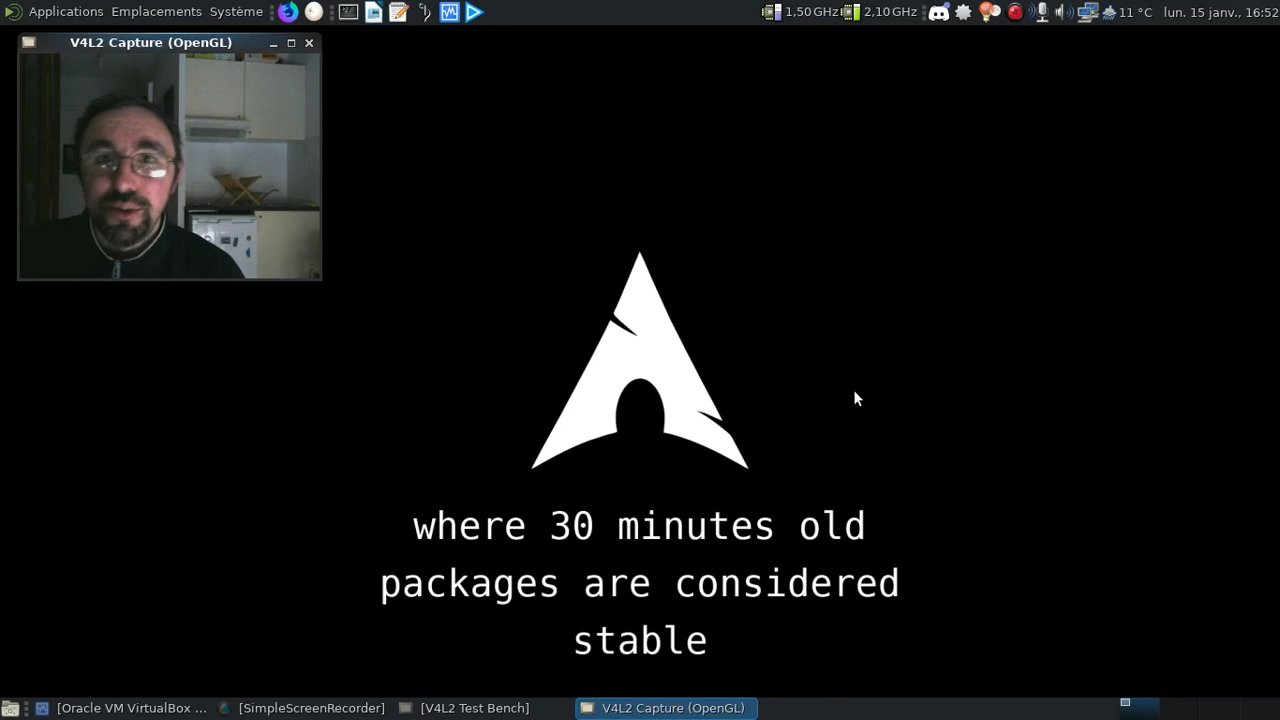 Applications Emplacements Système
1,50 GHz 2,10 GHz 11 °C lun. 15 janv., 16:52
V4L2 Capture (OpenGL)
where 30 minutes old
packages are considered
stable
[Oracle VM VirtualBox ... [SimpleScreenRecorder] [V4L2 Test Bench] V4L2 Capture (OpenGL)